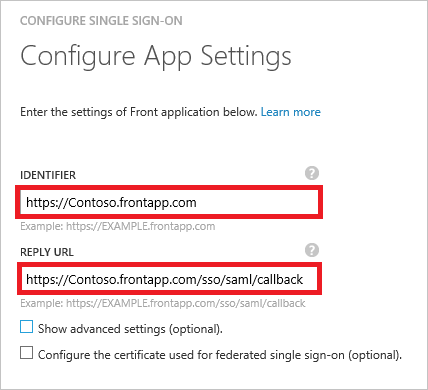 CONFIGURE SINGLE SIGN-ON
Configure App Settings
Enter the settings of Front application below. Learn more
IDENTIFIER ?
https://Contoso.frontapp.com
Example: https://EXAMPLE.frontapp.com
REPLY URL ?
https://Contoso.frontapp.com/sso/saml/callback
Example: https://EXAMPLE.frontapp.com/sso/saml/callback
Show advanced settings (optional).
Configure the certificate used for federated single sign-on (optional).